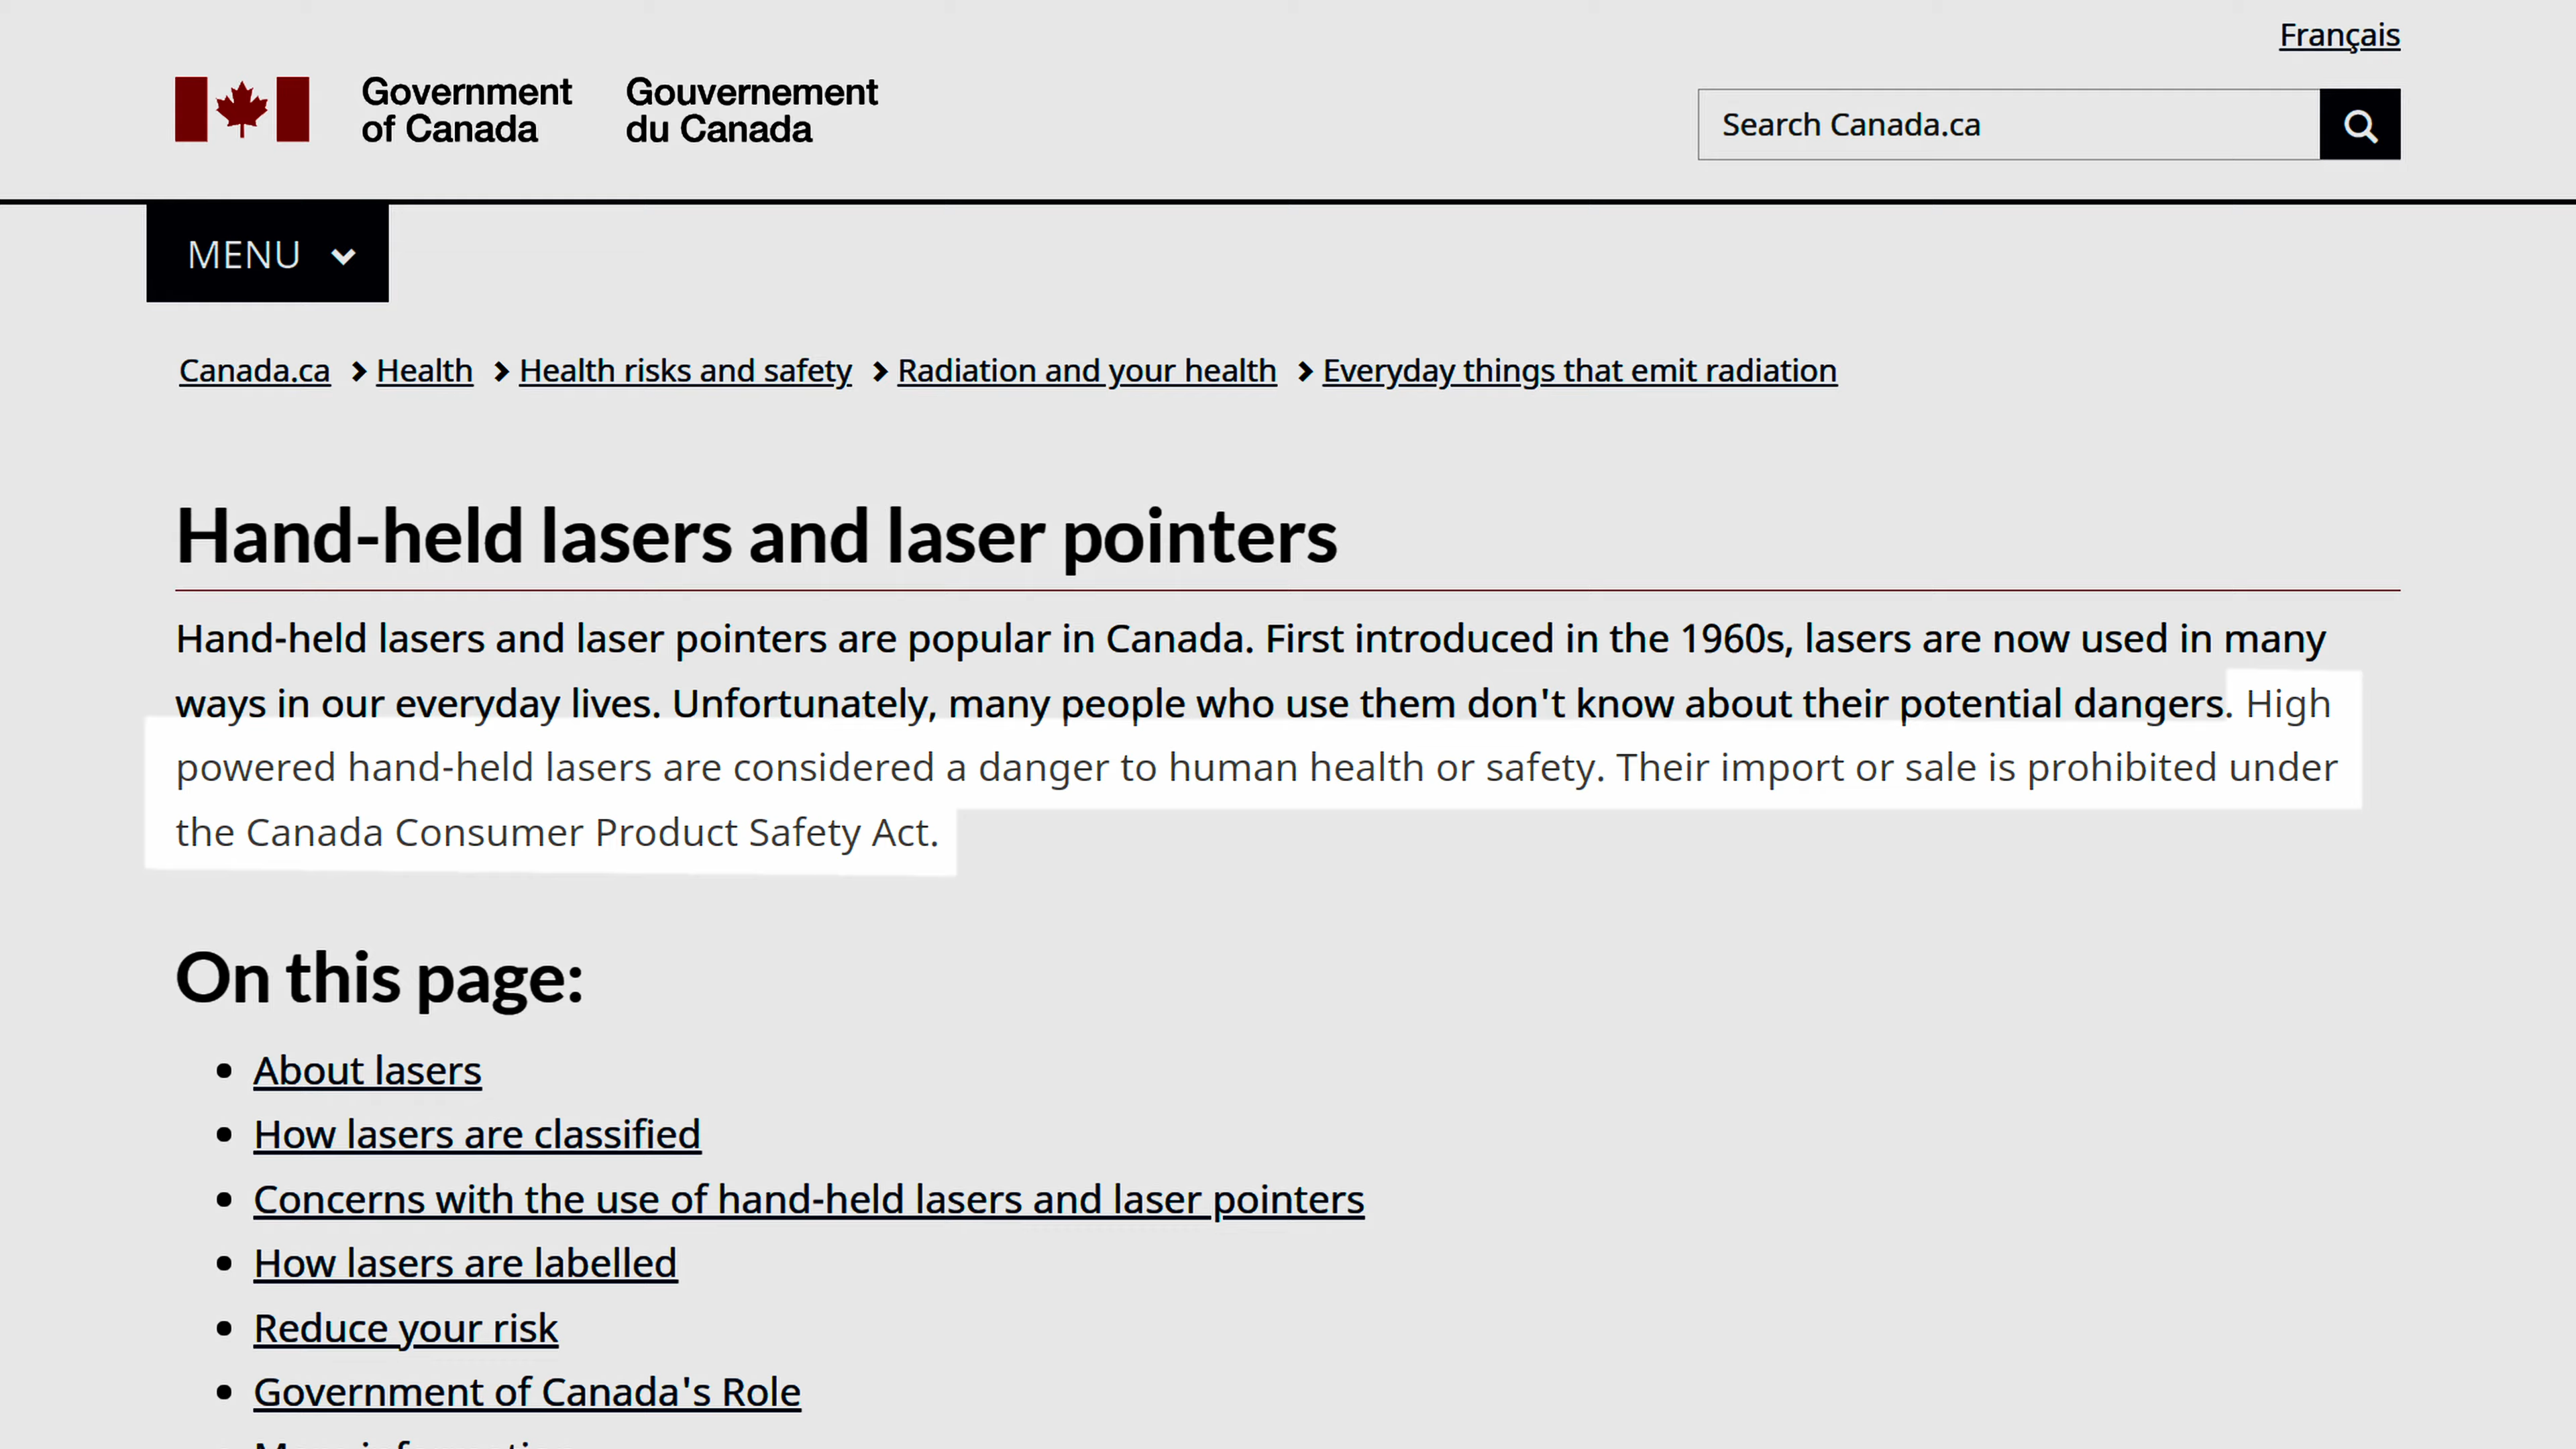 Français
Government
of Canada
Gouvernement
du Canada
Search Canada.ca
MENU
Canada.ca > Health > Health risks and safety > Radiation and your health > Everyday things that emit radiation
Hand-held lasers and laser pointers
Hand-held lasers and laser pointers are popular in Canada. First introduced in the 1960s, lasers are now used in many
ways in our everyday lives. Unfortunately, many people who use them don't know about their potential dangers. High
powered hand-held lasers are considered a danger to human health or safety. Their import or sale is prohibited under
the Canada Consumer Product Safety Act.
On this page:
• About lasers
• How lasers are classified
• Concerns with the use of hand-held lasers and laser pointers
• How lasers are labelled
• Reduce your risk
• Government of Canada's Role